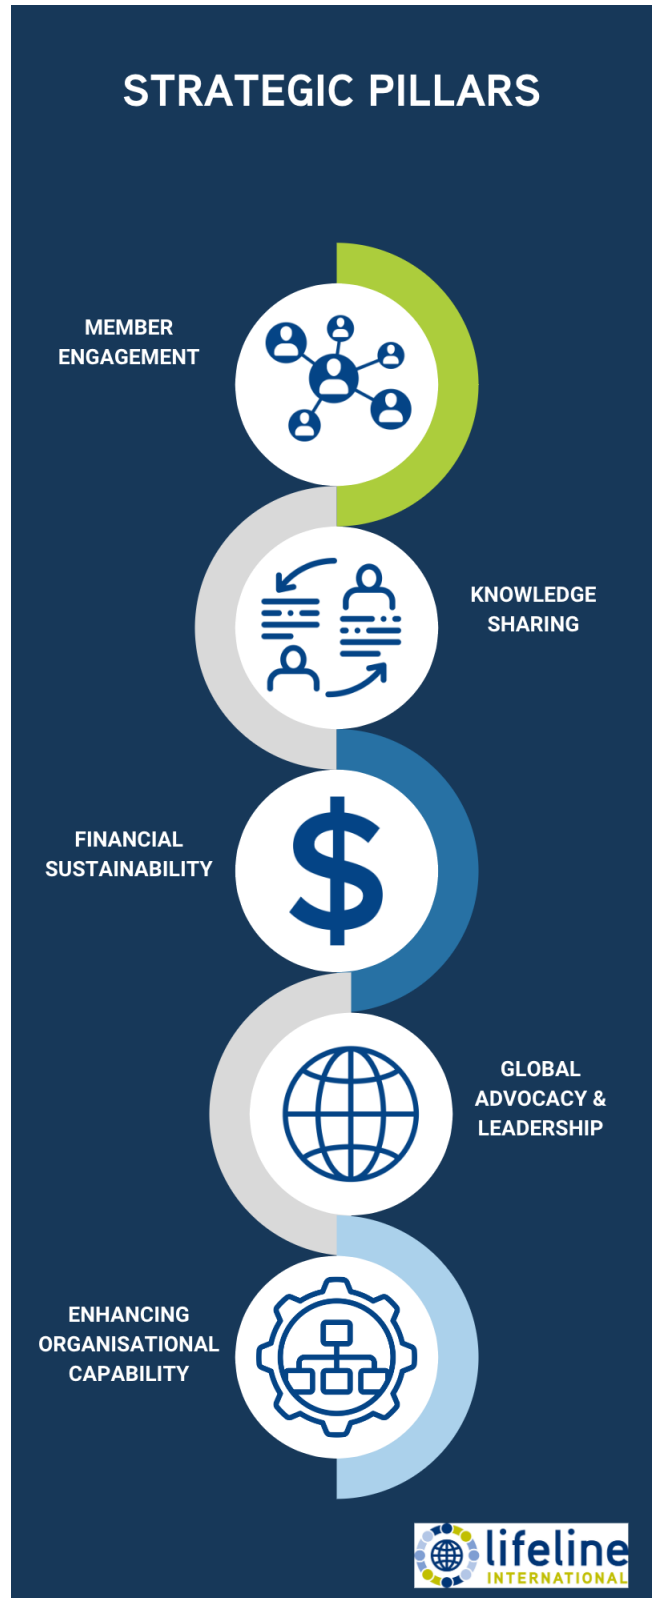 STRATEGIC PILLARS
MEMBER
ENGAGEMENT
KNOWLEDGE
SHARING
$
FINANCIAL
SUSTAINABILITY
GLOBAL
ADVOCACY &
LEADERSHIP
ENHANCING
ORGANISATIONAL
CAPABILITY
lifeline
INTERNATIONAL